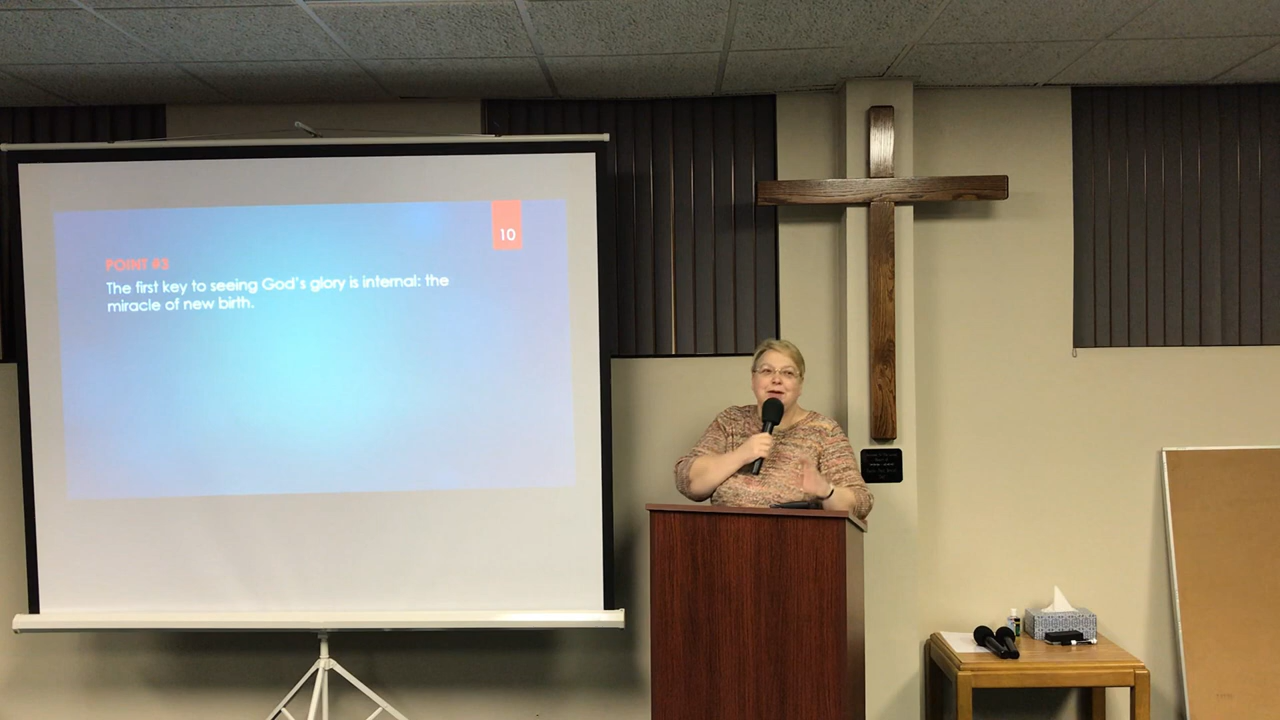 10
POINT #3
The first key to seeing God's glory is internal: the
miracle of new birth.